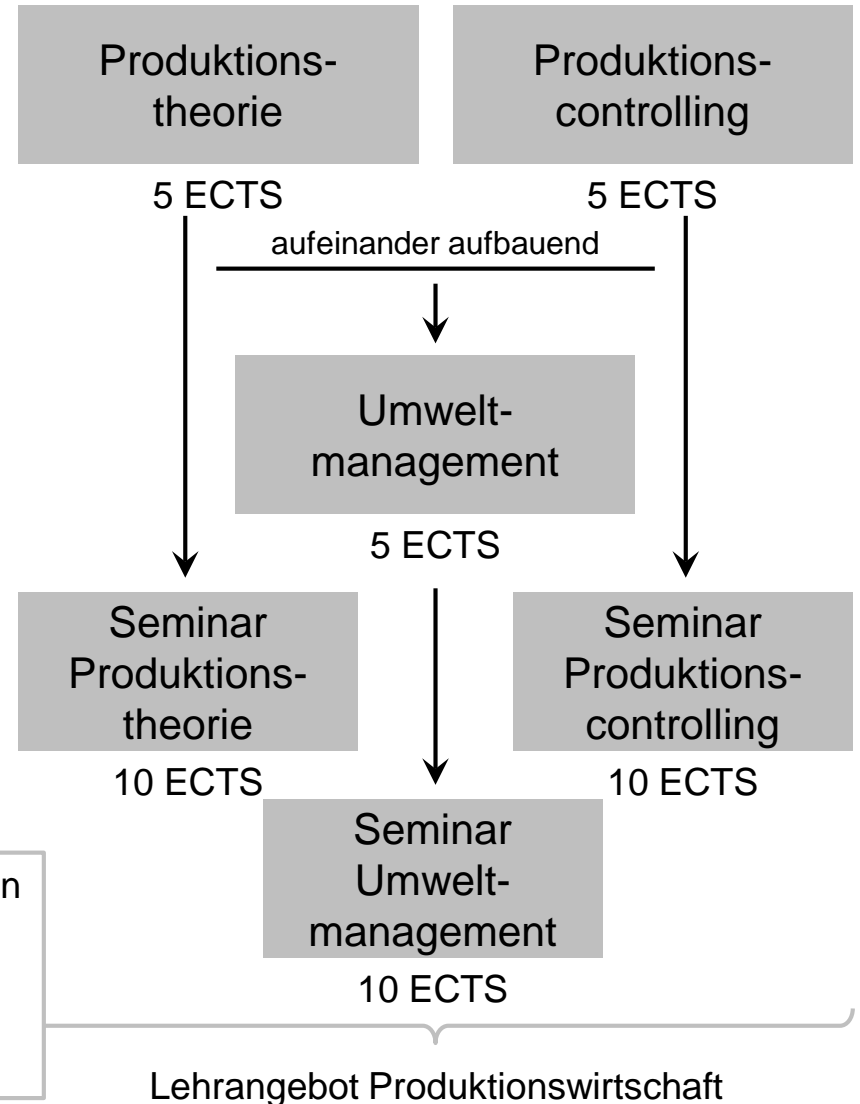 Produktions-
theorie
Produktions-
controlling
5 ECTS
5 ECTS
aufeinander aufbauend
Umwelt-
management
5 ECTS
Seminar
Produktions-
theorie
Seminar
Produktions-
controlling
10 ECTS
10 ECTS
Seminar
Umwelt-
management
10 ECTS
n
Lehrangebot Produktionswirtschaft